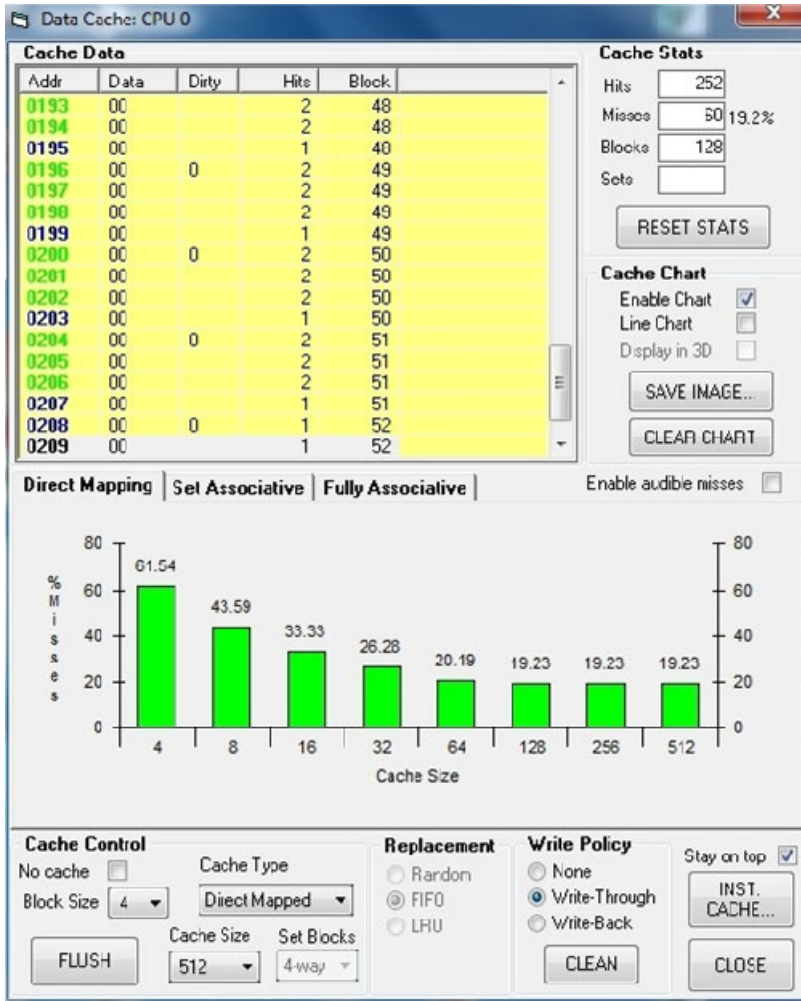 Data Cache: CPU 0
Cache Data
Addr Data Dirty Hits Block
0193 00 2 48
0194 00 2 48
0195 00 1 48
0196 00 0 2 49
0197 00 2 49
0198 00 2 49
0199 00 1 49
0200 00 0 2 50
0201 00 2 50
0202 00 2 50
0203 00 1 50
0204 00 0 2 51
0205 00 2 51
0206 00 2 51
0207 00 1 51
0208 00 0 1 52
0209 00 1 52
Cache Stats
Hits 252
Misses 60 19.2%
Blocks 128
Sets
RESET STATS
Cache Chart
Enable Chart
Line Chart
Display in 3D
SAVE IMAGE...
CLEAR CHART
Direct Mapping Set Associative Fully Associative
Enable audible misses
% Misses
80 80
60 60
40 40
20 20
0 0
61.54 43.59 33.33 26.28 20.19 19.23 19.23 19.23
4 8 16 32 64 128 256 512
Cache Size
Cache Control
No cache
Block Size 4
Cache Type
Direct Mapped
FLUSH
Cache Size
512
Set Blocks
4-way
Replacement
Random
FIFO
LRU
Write Policy
None
Write-Through
Write-Back
CLEAN
Stay on top
INST.
CACHE...
CLOSE